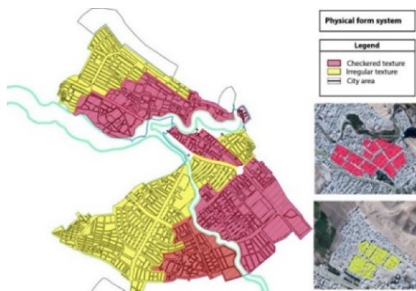 Physical form system
Legend
Checkered texture
Irregular texture
City area